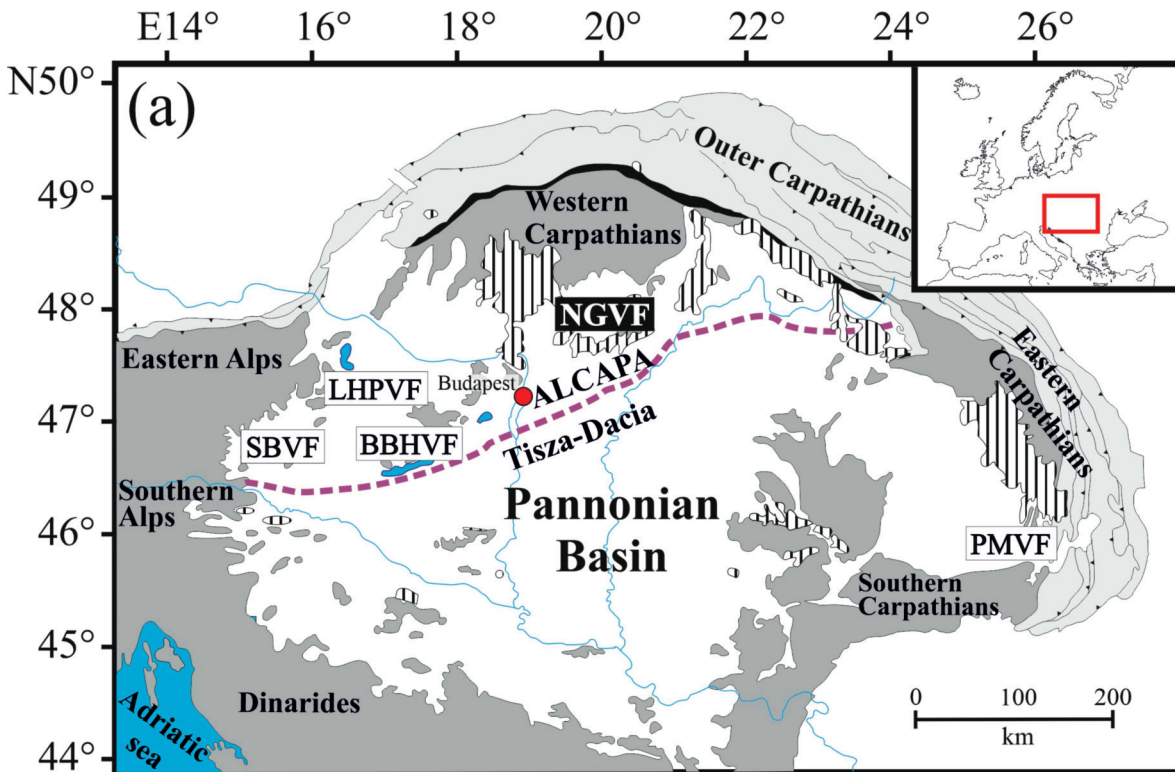 E14° 16° 18° 20° 22° 24° 26°
N50°
(a)
49°
48°
47°
46°
45°
44°
Outer Carpathians
Western
Carpathians
NGVF
Eastern Alps
LHPVF
Budapest
ALCAPA
Eastern
Carpathians
SBVF
BBHVF
Tisza-Dacia
Southern
Alps
Pannonian
Basin
PMVF
Southern
Carpathians
Dinarides
Adriatic
sea
0 100 200
km